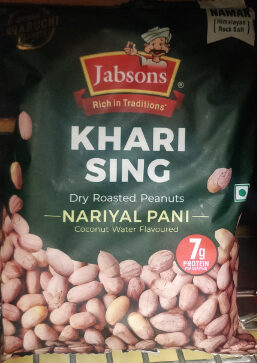 NAMAK
Himalayan
Rock Salt
Jabsons
Rich in Traditions
KHARI
SING
Dry Roasted Peanuts
NARIYAL PANI
Coconut Water Flavoured
7g
PROTEIN